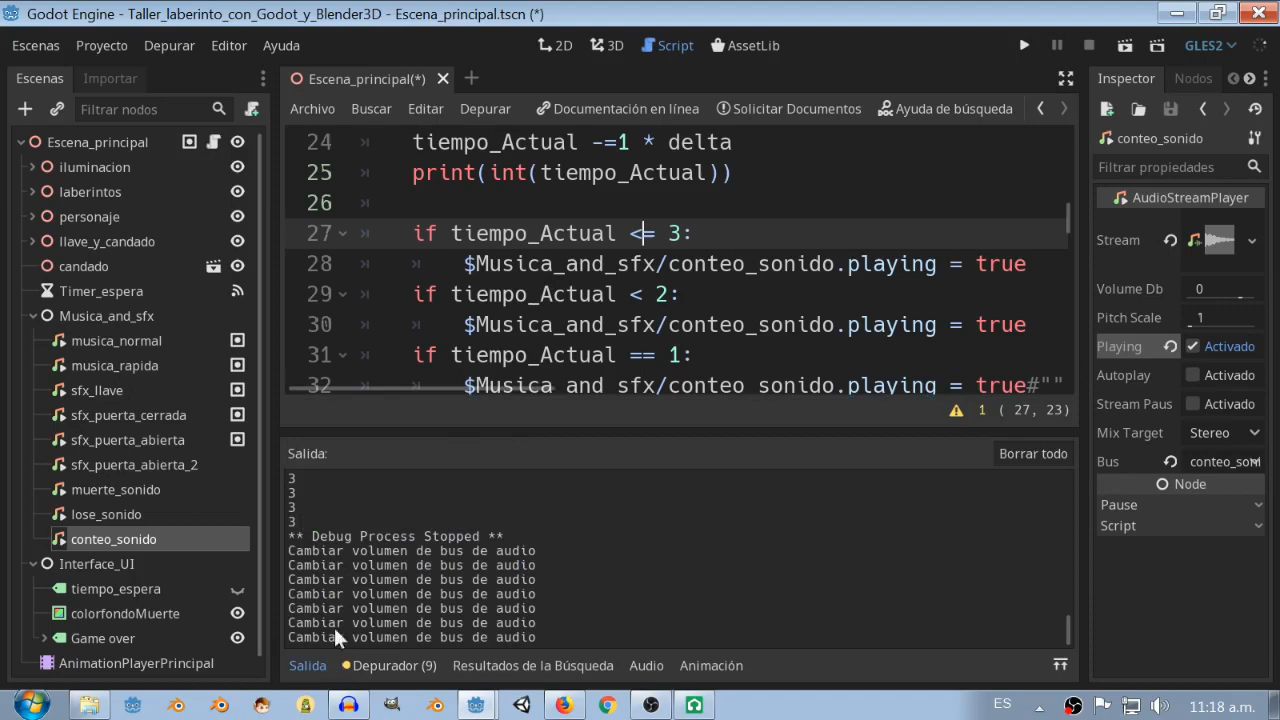 Godot Engine - Taller_laberinto_con_Godot_y_Blender3D - Escena_principal.tscn (*)
Escenas Proyecto Depurar Editor Ayuda
2D 3D Script AssetLib
GLES2
Escenas Importar
Filtrar nodos
Escena_principal
iluminacion
laberintos
personaje
llave_y_candado
candado
Timer_espera
Musica_and_sfx
musica_normal
musica_rapida
sfx_llave
sfx_puerta_cerrada
sfx_puerta_abierta
sfx_puerta_abierta_2
muerte_sonido
lose_sonido
conteo_sonido
Interface_UI
tiempo_espera
colorfondoMuerte
Game over
AnimationPlayerPrincipal
Escena_principal(*)
Archivo Buscar Editar Depurar Documentación en línea Solicitar Documentos Ayuda de búsqueda
24 tiempo_Actual -=1 * delta
25 print(int(tiempo_Actual))
26
27 if tiempo_Actual <= 3:
28 $Musica_and_sfx/conteo_sonido.playing = true
29 if tiempo_Actual < 2:
30 $Musica_and_sfx/conteo_sonido.playing = true
31 if tiempo_Actual == 1:
32 $Musica_and_sfx/conteo_sonido.playing = true#""
1 ( 27, 23)
Salida: Borrar todo
3
3
3
3
** Debug Process Stopped **
Cambiar volumen de bus de audio
Cambiar volumen de bus de audio
Cambiar volumen de bus de audio
Cambiar volumen de bus de audio
Cambiar volumen de bus de audio
Cambiar volumen de bus de audio
Cambiar volumen de bus de audio
Salida Depurador (9) Resultados de la Búsqueda Audio Animación
Inspector Nodos
conteo_sonido
Filtrar propiedades
AudioStreamPlayer
Stream
Volume Db 0
Pitch Scale 1
Playing Activado
Autoplay Activado
Stream Paus Activado
Mix Target Stereo
Bus conteo_soni
Node
Pause
Script
ES 11:18 a.m.